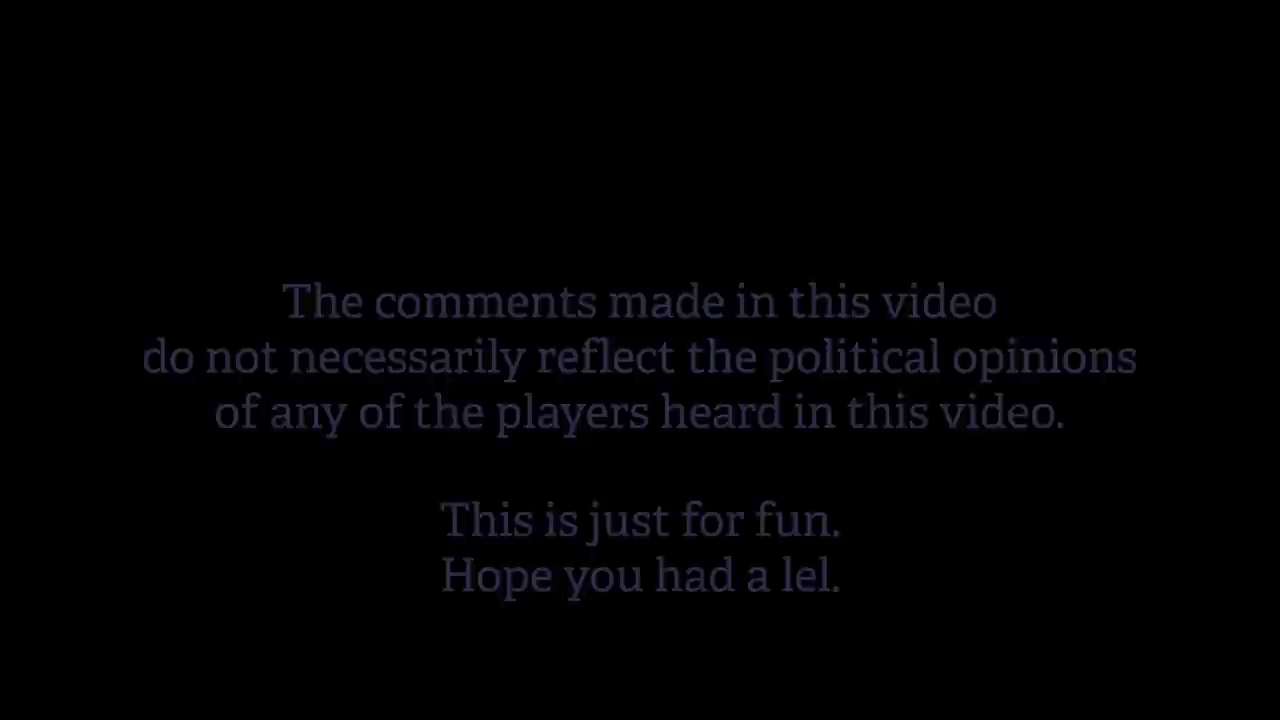 The comments made in this video
do not necessarily reflect the political opinions
of any of the players heard in this video.
This is just for fun.
Hope you had a lel.